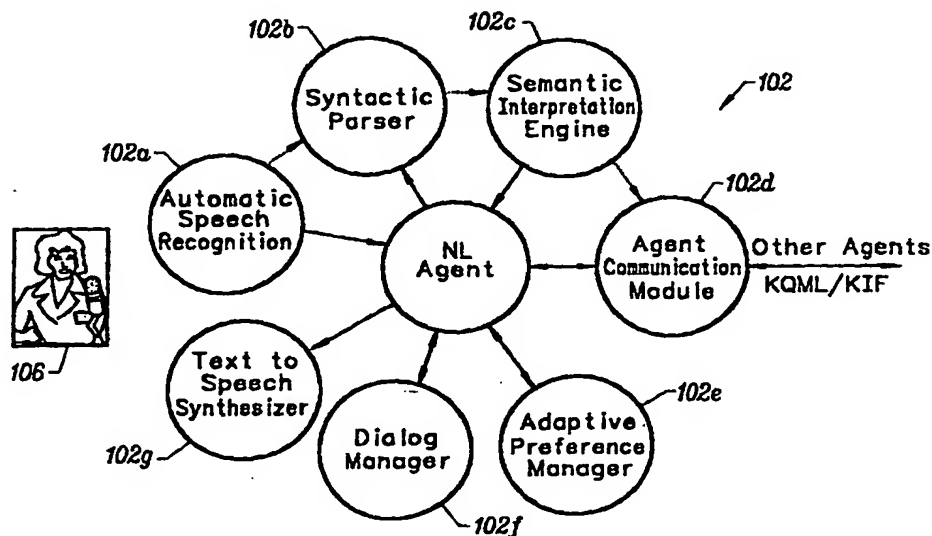 102c
102b
Semantic
Interpretation
Engine
102
Syntactic
Parser
102a
102d
Automatic
Speech
Recognition
NL
Agent
Agent
Communication
Module
Other Agents
KQML/KIF
106
Text to
Speech
Synthesizer
102g
Dialog
Manager
102f
Adaptive
Preference
Manager
102e